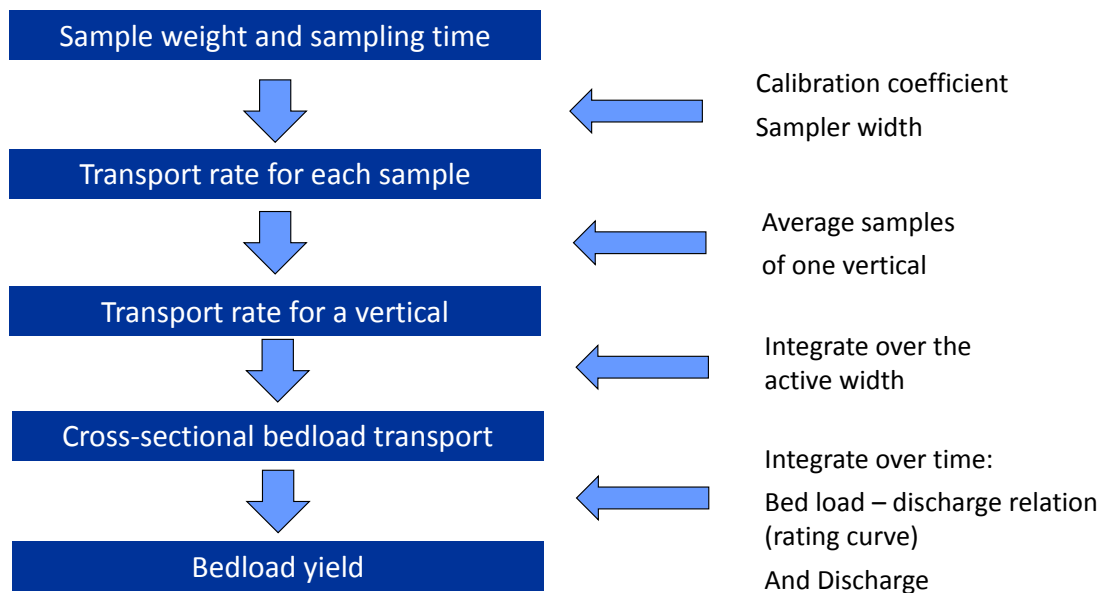 Sample weight and sampling time
Calibration coefficient
Sampler width
Transport rate for each sample
Average samples
of one vertical
Transport rate for a vertical
Integrate over the
active width
Cross-sectional bedload transport
Integrate over time:
Bed load – discharge relation
(rating curve)
And Discharge
Bedload yield